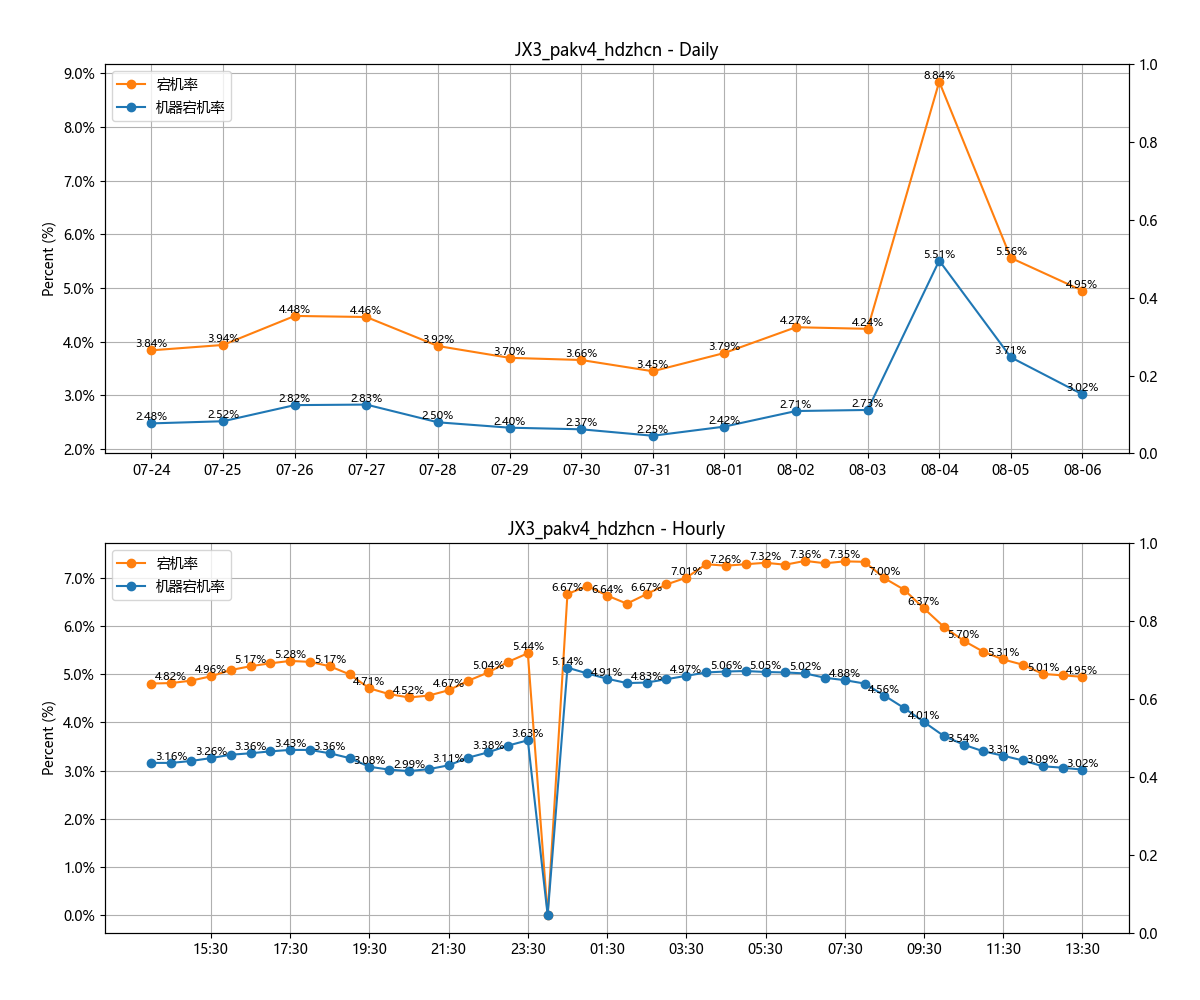 JX3_pakv4_hdzhcn - Daily
宕机率
机器宕机率
Percent (%)
9.0%
8.0%
7.0%
6.0%
5.0%
4.0%
3.0%
2.0%
1.0
0.8
0.6
0.4
0.2
0.0
3.84% 3.94% 4.48% 4.46% 3.92% 3.70% 3.66% 3.45% 3.79% 4.27% 4.24% 8.84% 5.56% 4.95%
2.48% 2.52% 2.82% 2.83% 2.50% 2.40% 2.37% 2.25% 2.42% 2.71% 2.73% 5.51% 3.71% 3.02%
07-24 07-25 07-26 07-27 07-28 07-29 07-30 07-31 08-01 08-02 08-03 08-04 08-05 08-06
JX3_pakv4_hdzhcn - Hourly
宕机率
机器宕机率
Percent (%)
7.0%
6.0%
5.0%
4.0%
3.0%
2.0%
1.0%
0.0%
1.0
0.8
0.6
0.4
0.2
0.0
4.82% 4.96% 5.17% 5.28% 5.17% 4.71% 4.52% 4.67% 5.04% 5.44% 6.67% 6.64% 6.67% 7.01% 7.26% 7.32% 7.36% 7.35% 7.00% 6.37% 5.70% 5.31% 5.01% 4.95%
3.16% 3.26% 3.36% 3.43% 3.36% 3.08% 2.99% 3.11% 3.38% 3.63% 5.14% 4.91% 4.83% 4.97% 5.06% 5.05% 5.02% 4.88% 4.56% 4.01% 3.54% 3.31% 3.09% 3.02%
15:30 17:30 19:30 21:30 23:30 01:30 03:30 05:30 07:30 09:30 11:30 13:30